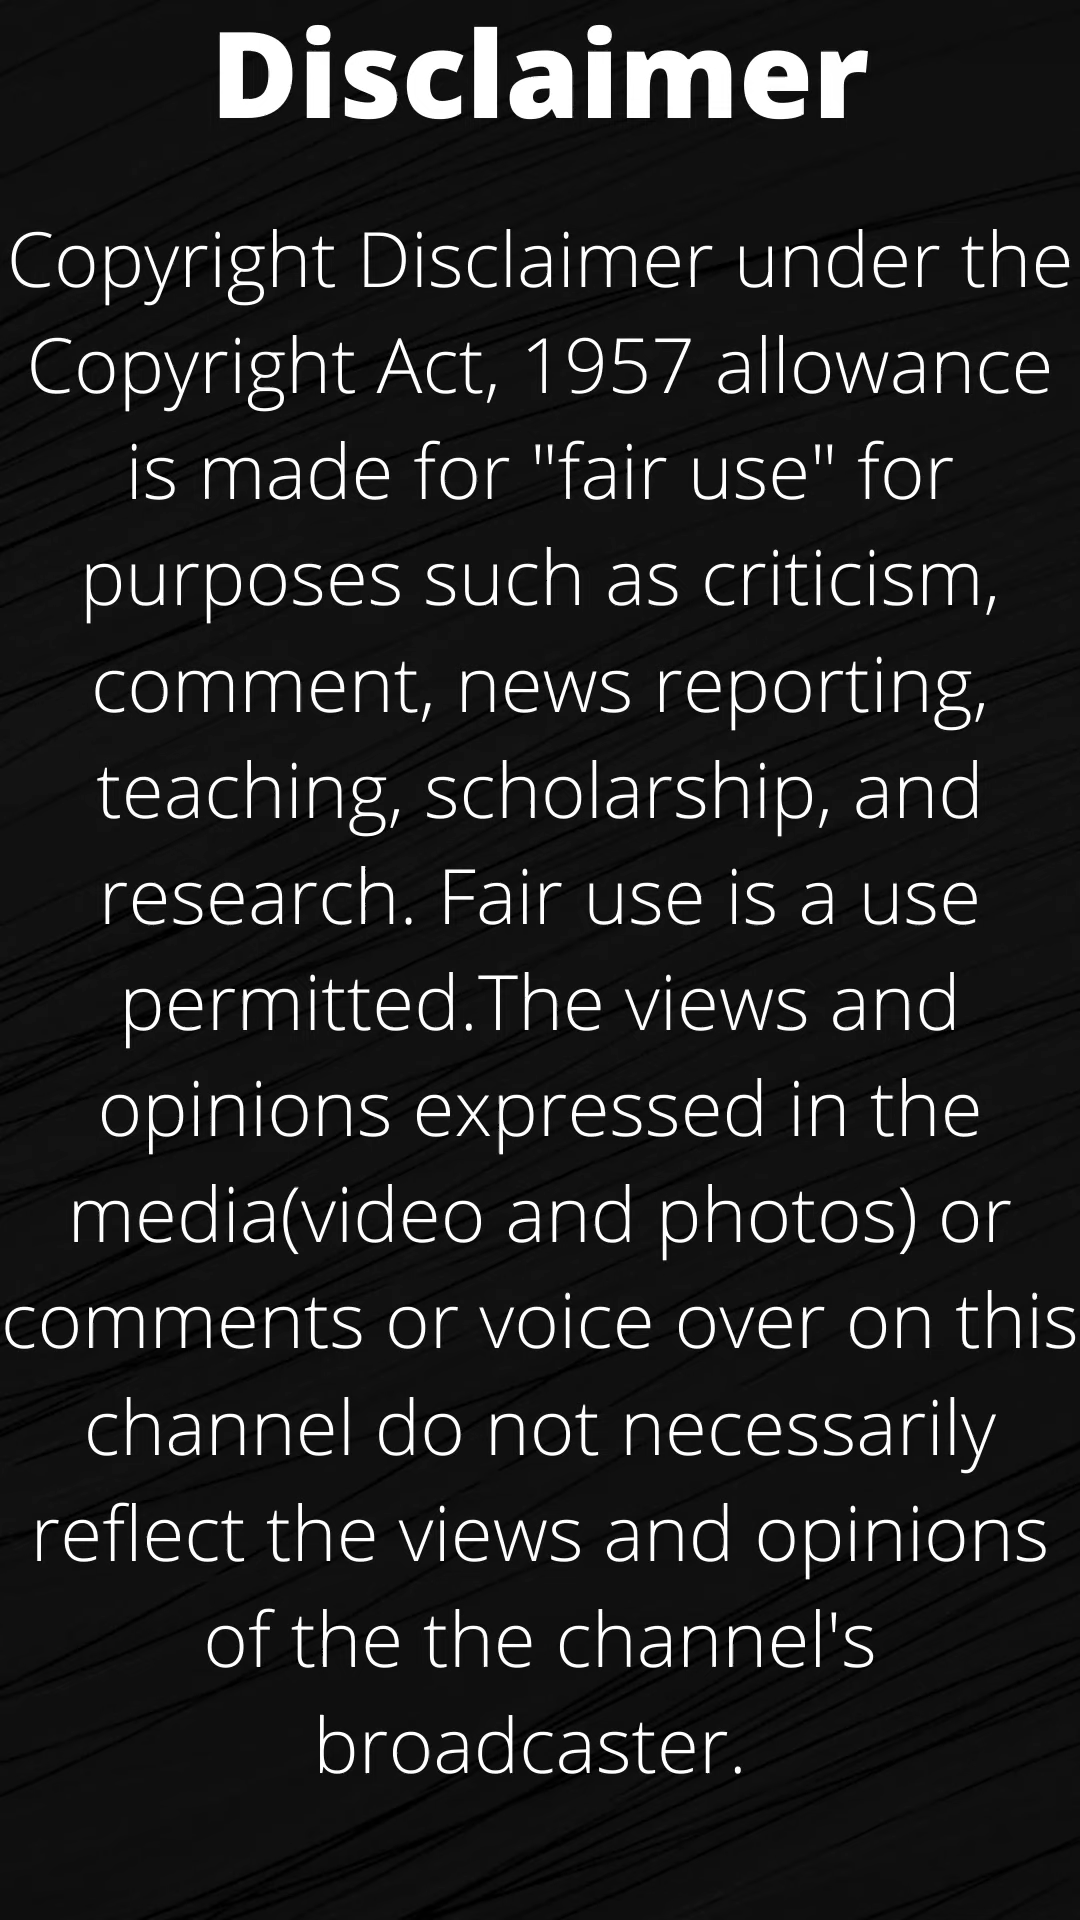 Disclaimer
Copyright Disclaimer under the
Copyright Act, 1957 allowance
is made for "fair use" for
purposes such as criticism,
comment, news reporting,
teaching, scholarship, and
research. Fair use is a use
permitted.The views and
opinions expressed in the
media(video and photos) or
comments or voice over on this
channel do not necessarily
reflect the views and opinions
of the the channel's
broadcaster.